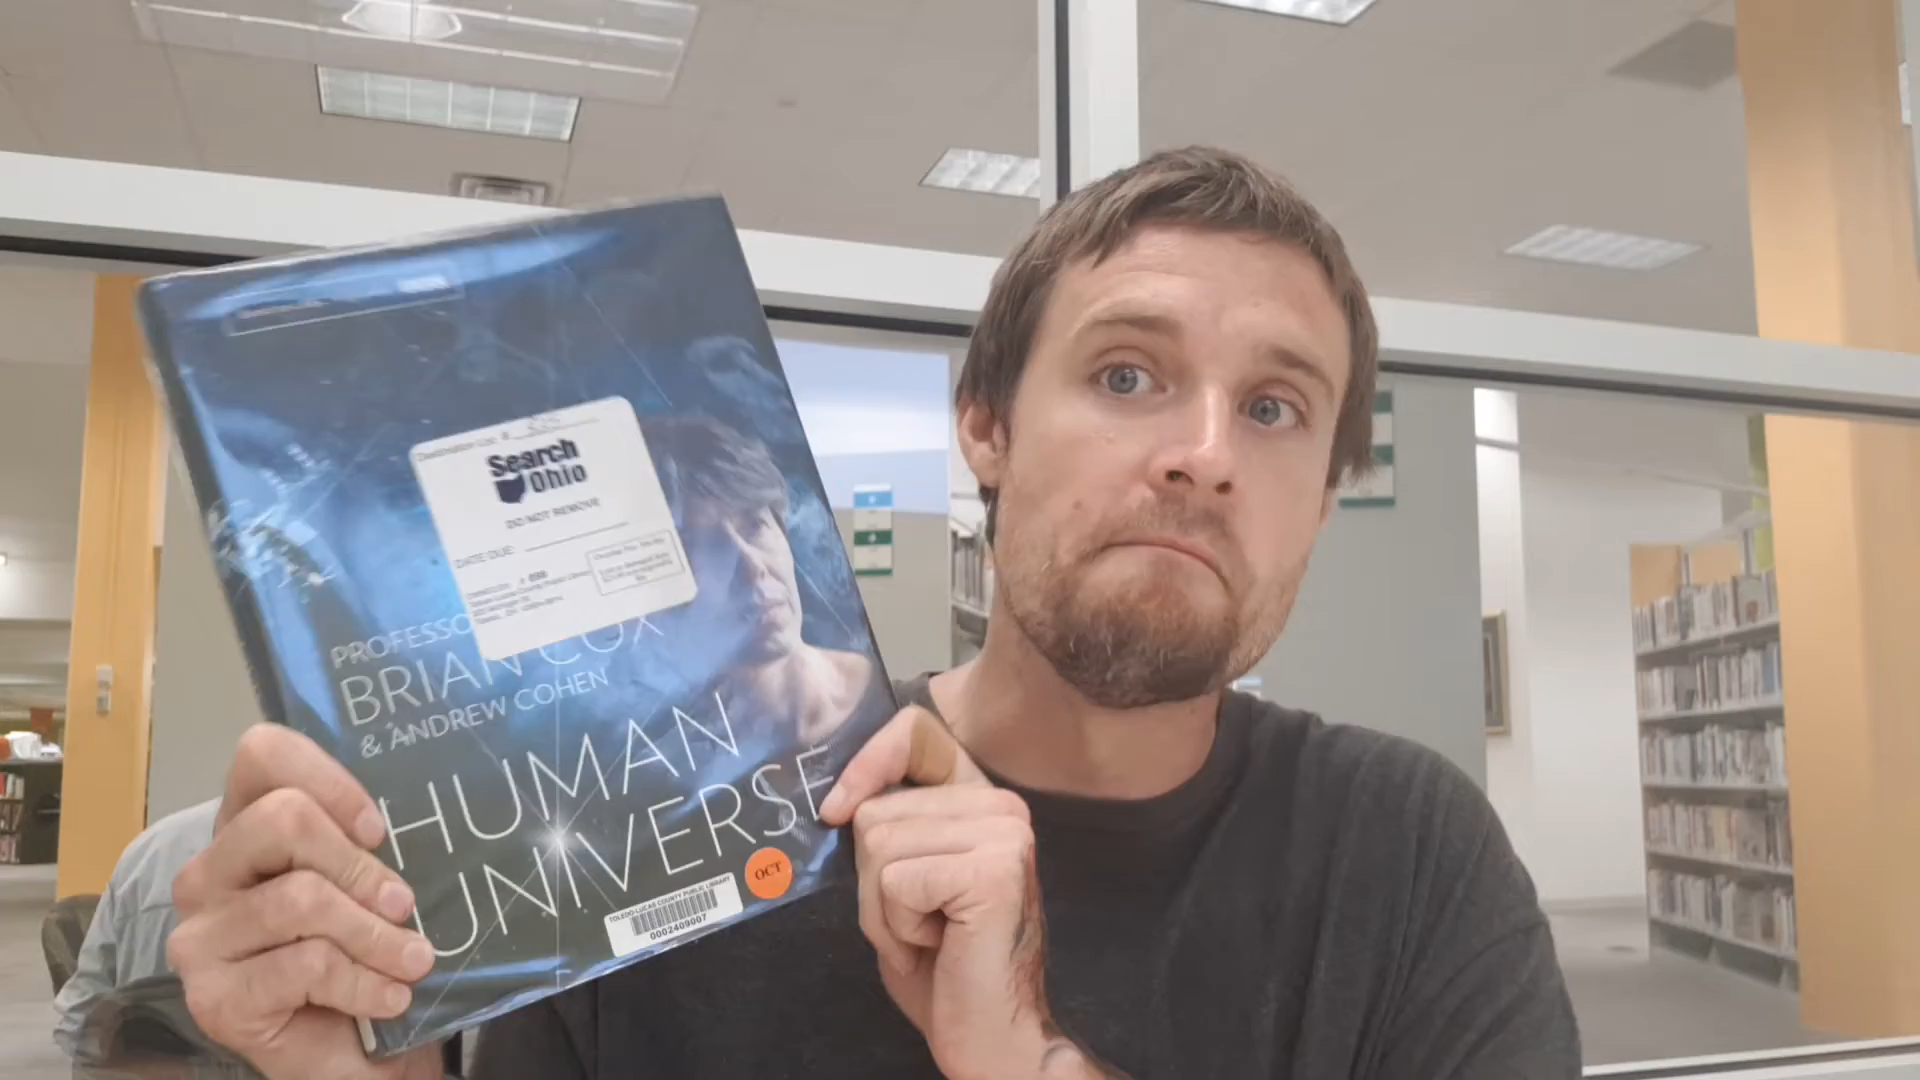 Search
Ohio
DO NOT REMOVE
DATE DUE:
PROFESSO
BRIAN COX
& ANDREW COHEN
HUMAN
UNIVERSE
OCT
TOLEDO-LUCAS COUNTY PUBLIC LIBRARY
0002409007